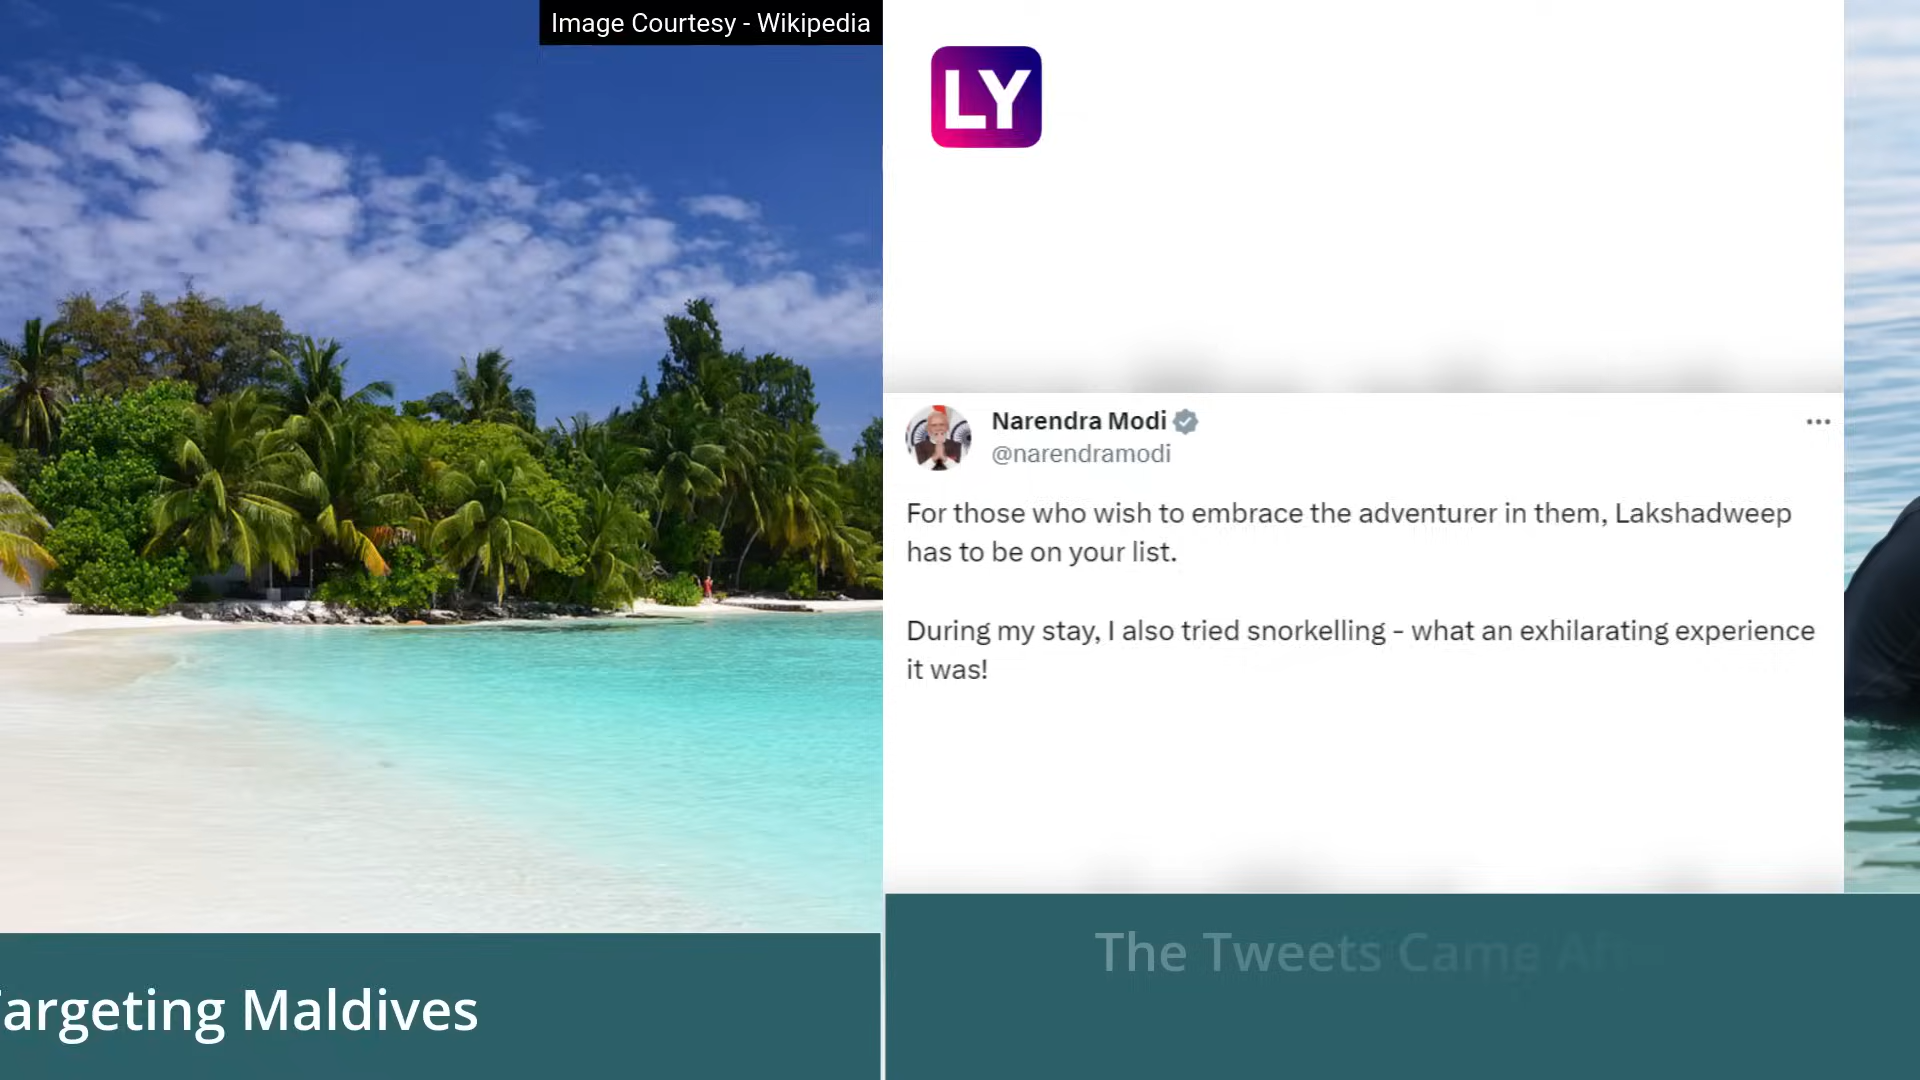 Image Courtesy - Wikipedia
LY
Narendra Modi
@narendramodi
For those who wish to embrace the adventurer in them, Lakshadweep
has to be on your list.
During my stay, I also tried snorkelling - what an exhilarating experience
it was!
The Tweets Came
Targeting Maldives